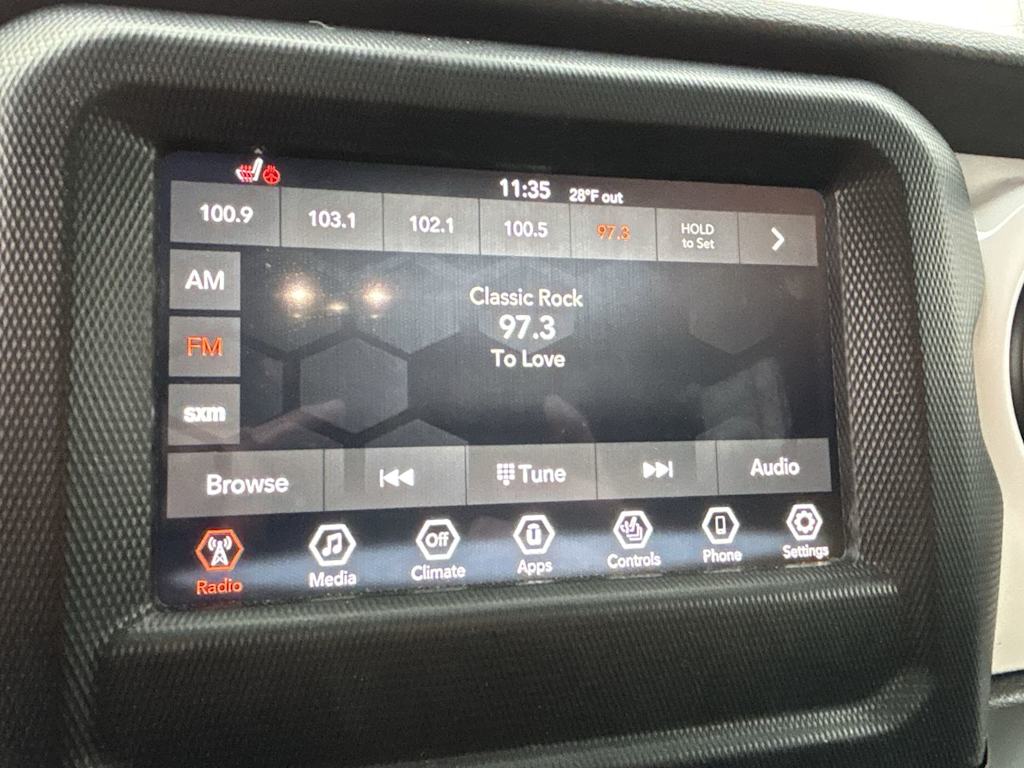 11:35 28°F out
100.9 103.1 102.1 100.5 97.3 HOLD
to Set
AM
Classic Rock
97.3
FM
To Love
sxm
Browse Tune Audio
Off
Radio Media Climate Apps Controls Phone Settings